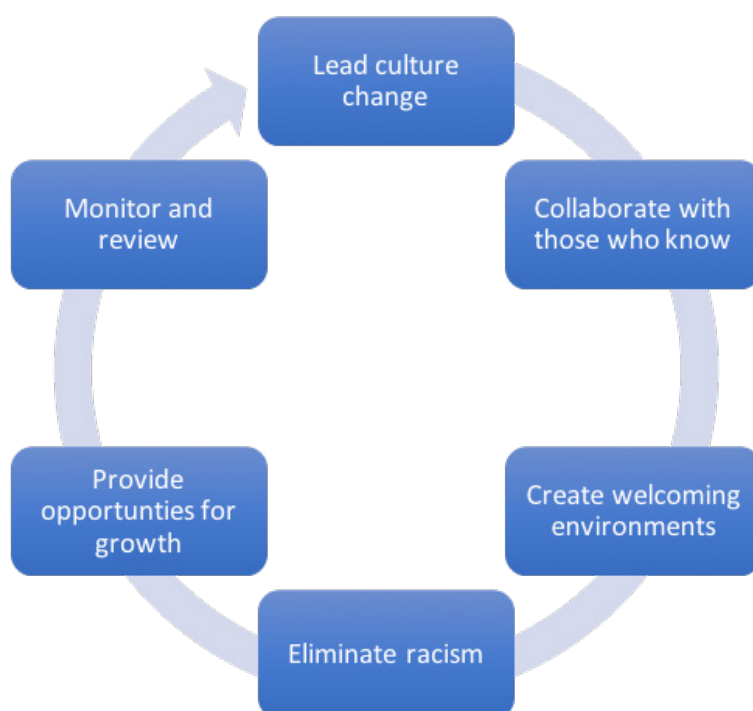 Lead culture
change
Collaborate with
those who know
Create welcoming
environments
Eliminate racism
Provide
opportunties for
growth
Monitor and
review